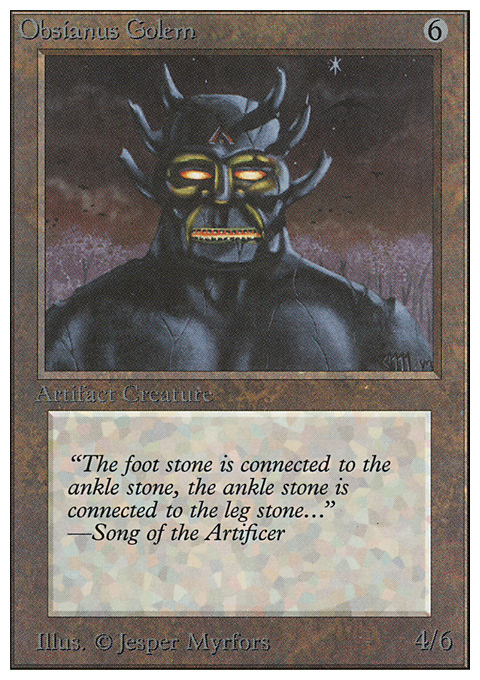 Obsianus Golem 6
Artifact Creature
“The foot stone is connected to the
ankle stone, the ankle stone is
connected to the leg stone...”
—Song of the Artificer
Illus. © Jesper Myrfors 4/6